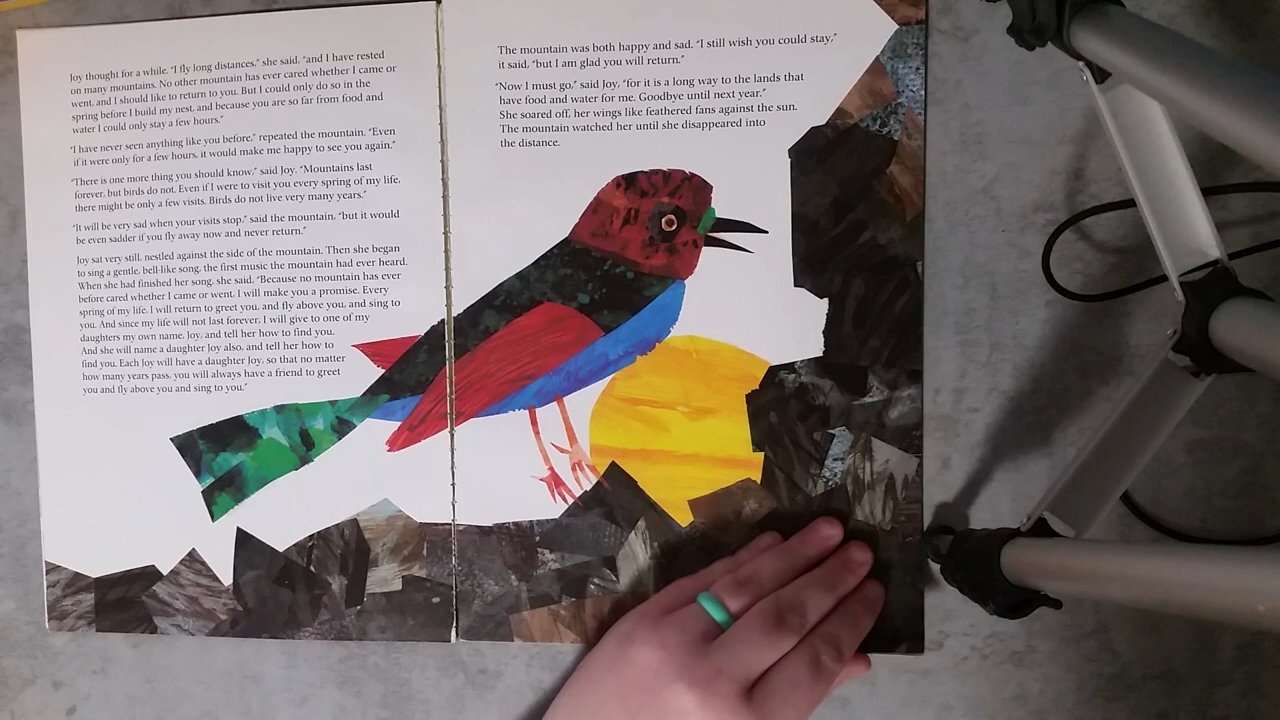 Joy thought for a while. "I fly long distances," she said, "and I have rested
on many mountains. No other mountain has ever cared whether I came or
went, and I should like to return to you. But I could only do so in the
spring before I build my nest, and because you are so far from food and
water I could only stay a few hours."
"I have never seen anything like you before," repeated the mountain. "Even
if it were only for a few hours, it would make me happy to see you again."
"There is one more thing you should know," said Joy. "Mountains last
forever, but birds do not. Even if I were to visit you every spring of my life,
there might be only a few visits. Birds do not live very many years."
"It will be very sad when your visits stop," said the mountain, "but it would
be even sadder if you fly away now and never return."
Joy sat very still, nestled against the side of the mountain. Then she began
to sing a gentle, bell-like song, the first music the mountain had ever heard.
When she had finished her song, she said, "Because no mountain has ever
before cared whether I came or went, I will make you a promise. Every
spring of my life, I will return to greet you, and fly above you, and sing to
you. And since my life will not last forever, I will give to one of my
daughters my own name, Joy, and tell her how to find you.
And she will name a daughter Joy also, and tell her how to
find you. Each Joy will have a daughter Joy, so that no matter
how many years pass, you will always have a friend to greet
you and fly above you and sing to you."
The mountain was both happy and sad. "I still wish you could stay,"
it said, "but I am glad you will return."
"Now I must go," said Joy, "for it is a long way to the lands that
have food and water for me. Goodbye until next year."
She soared off, her wings like feathered fans against the sun.
The mountain watched her until she disappeared into
the distance.